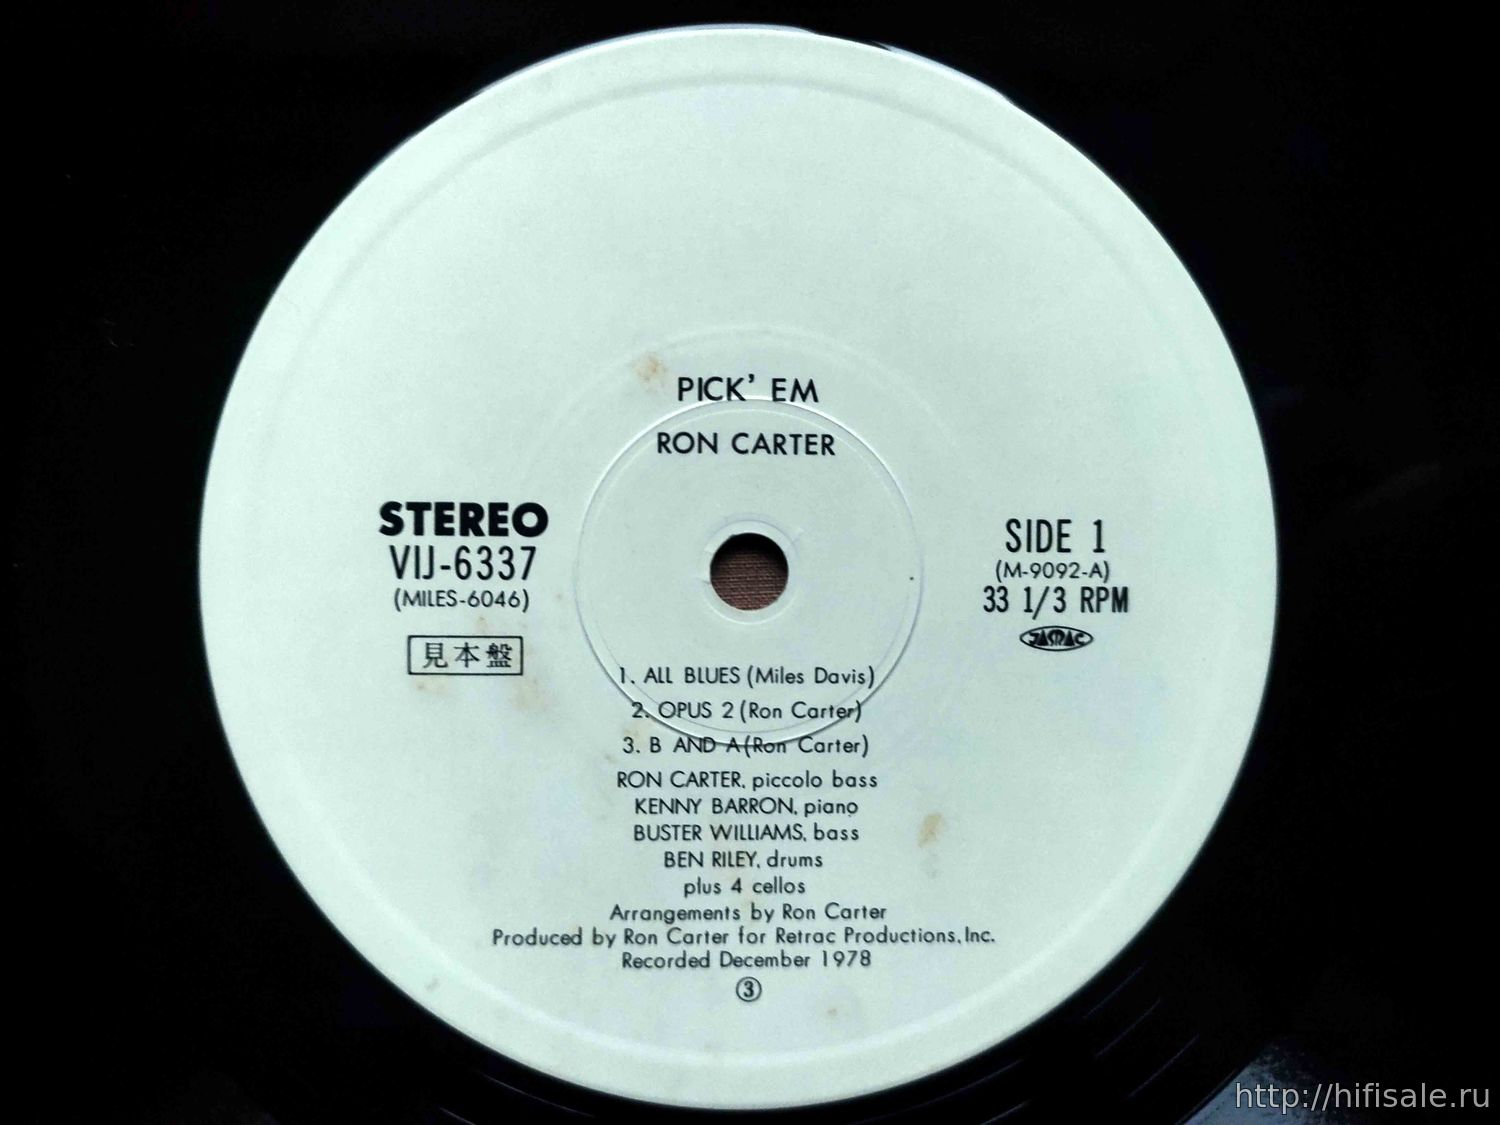 PICK' EM
RON CARTER
STEREO
VIJ-6337
(MILES-6046)
見本盤
SIDE 1
(M-9092-A)
33 1/3 RPM
JASRAC
1. ALL BLUES (Miles Davis)
2. OPUS 2 (Ron Carter)
3. B AND A (Ron Carter)
RON CARTER, piccolo bass
KENNY BARRON, piano
BUSTER WILLIAMS, bass
BEN RILEY, drums
plus 4 cellos
Arrangements by Ron Carter
Produced by Ron Carter for Retrac Productions, Inc.
Recorded December 1978
③
http://hifisale.ru